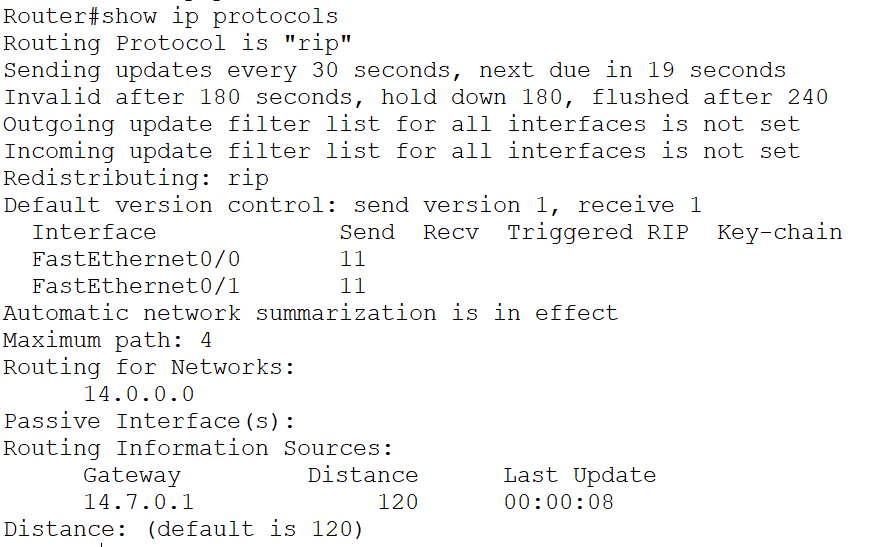 Router#show ip protocols
Routing Protocol is "rip"
Sending updates every 30 seconds, next due in 19 seconds
Invalid after 180 seconds, hold down 180, flushed after 240
Outgoing update filter list for all interfaces is not set
Incoming update filter list for all interfaces is not set
Redistributing: rip
Default version control: send version 1, receive 1
  Interface             Send  Recv  Triggered RIP  Key-chain
  FastEthernet0/0       11
  FastEthernet0/1       11
Automatic network summarization is in effect
Maximum path: 4
Routing for Networks:
      14.0.0.0
Passive Interface(s):
Routing Information Sources:
      Gateway         Distance      Last Update
      14.7.0.1             120      00:00:08
Distance: (default is 120)